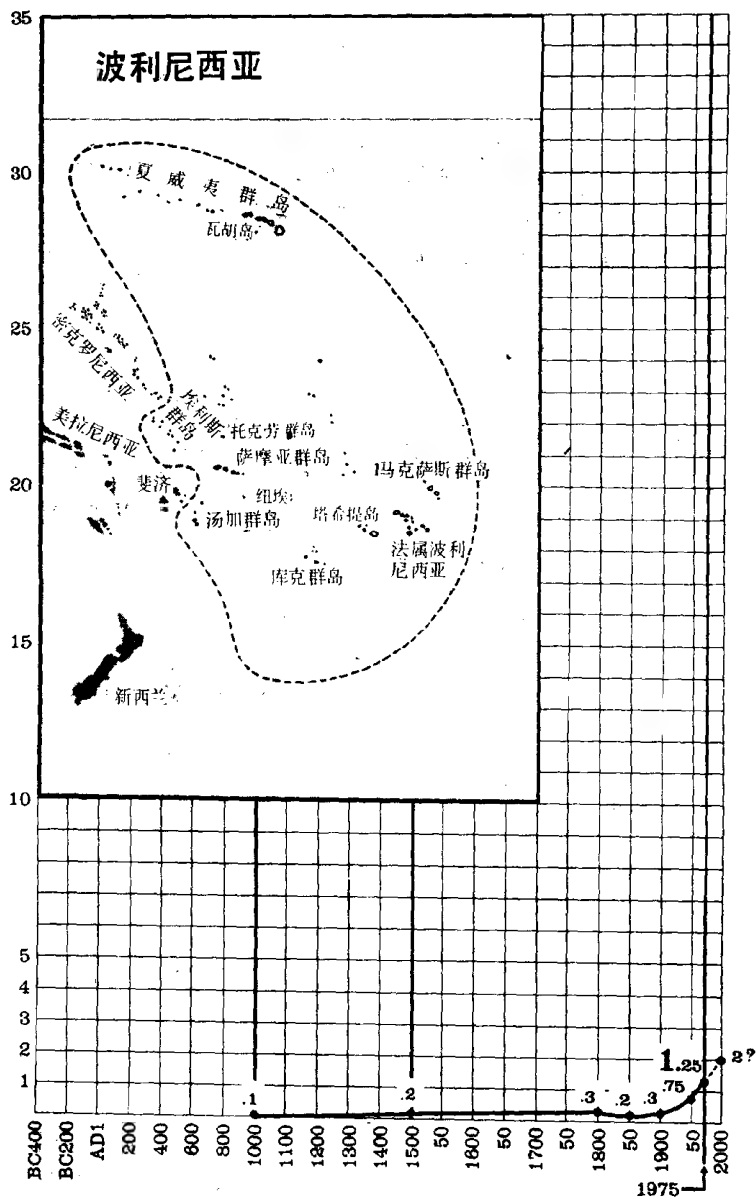 35
波利尼西亚
30
夏威夷群岛
瓦胡岛
25
密克罗尼西亚
埃利斯
群岛
托克劳群岛
美拉尼西亚
萨摩亚群岛
马克萨斯群岛
20
斐济
纽埃
塔希提岛
汤加群岛
法属波利
尼西亚
库克群岛
15
新西兰
10
5
4
3
2
1
.1
.2
.3
.2
.3
.75
1.25
2?
BC400
BC200
AD1
200
400
600
800
1000
1100
1200
1300
1400
1500
50
1600
50
1700
50
1800
50
1900
50
2000
1975